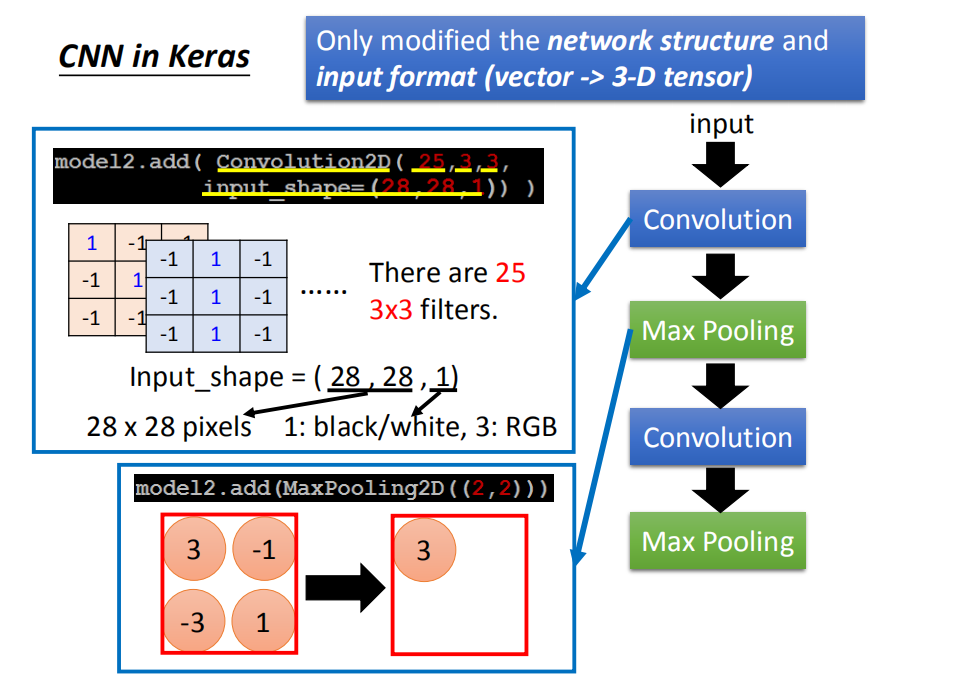 CNN in Keras
Only modified the network structure and
input format (vector -> 3-D tensor)
model2.add( Convolution2D( 25,3,3,
input_shape=(28,28,1)) )
1 -1 -1
-1 1
-1 -1
-1 1 -1
-1 1 -1
-1 1 -1
……
There are 25
3x3 filters.
Input_shape = ( 28 , 28 , 1)
28 x 28 pixels
1: black/white, 3: RGB
model2.add(MaxPooling2D((2,2)))
3 -1
-3 1
3
input
Convolution
Max Pooling
Convolution
Max Pooling